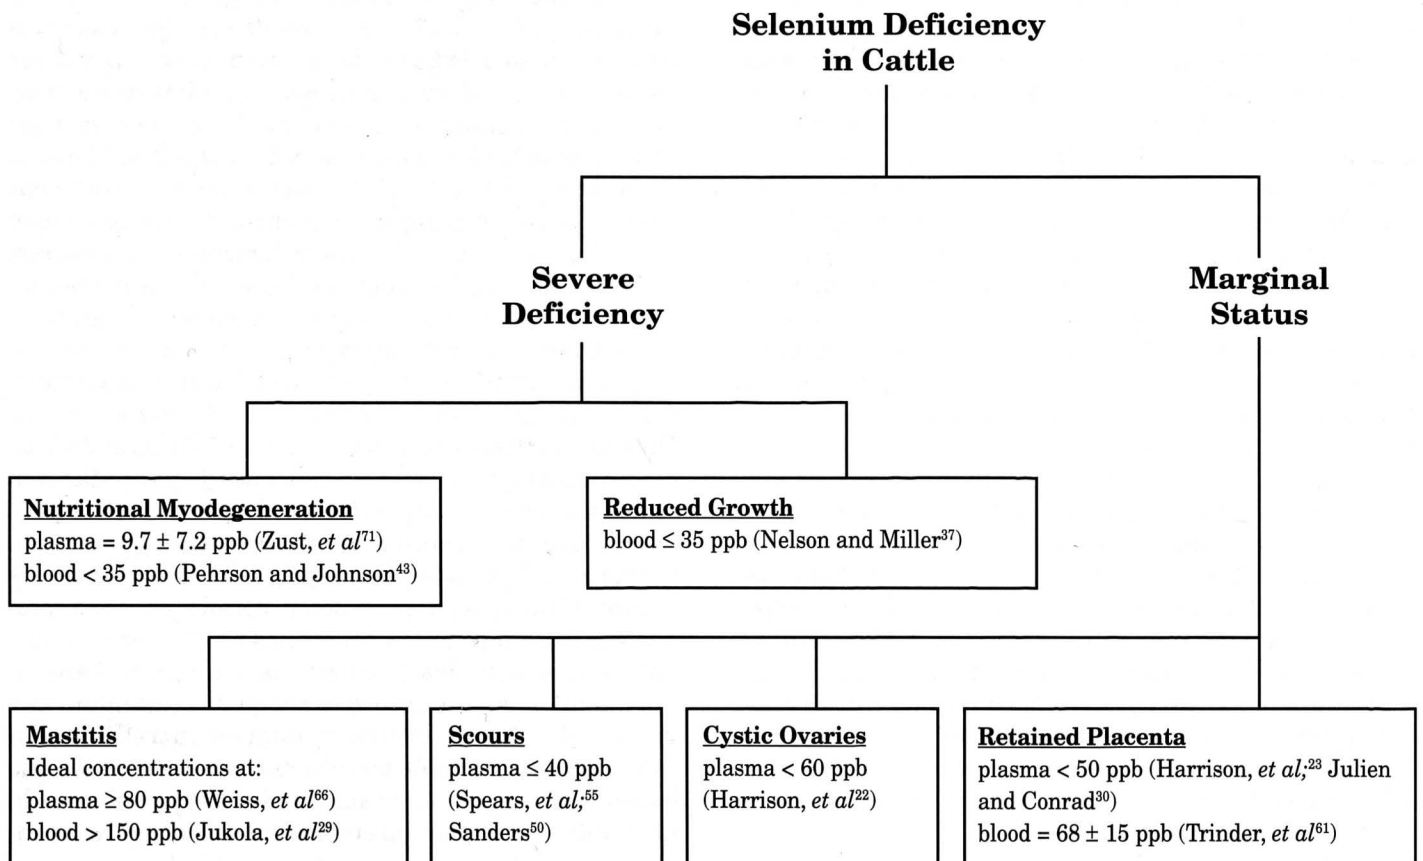 Selenium Deficiency
in Cattle
Severe
Deficiency
Marginal
Status
Nutritional Myodegeneration
plasma = 9.7 ± 7.2 ppb (Zust, et al71)
blood < 35 ppb (Pehrson and Johnson43)
Reduced Growth
blood ≤ 35 ppb (Nelson and Miller37)
Mastitis
Ideal concentrations at:
plasma ≥ 80 ppb (Weiss, et al66)
blood > 150 ppb (Jukola, et al29)
Scours
plasma ≤ 40 ppb
(Spears, et al;55
Sanders50)
Cystic Ovaries
plasma < 60 ppb
(Harrison, et al22)
Retained Placenta
plasma < 50 ppb (Harrison, et al;23 Julien
and Conrad30)
blood = 68 ± 15 ppb (Trinder, et al61)